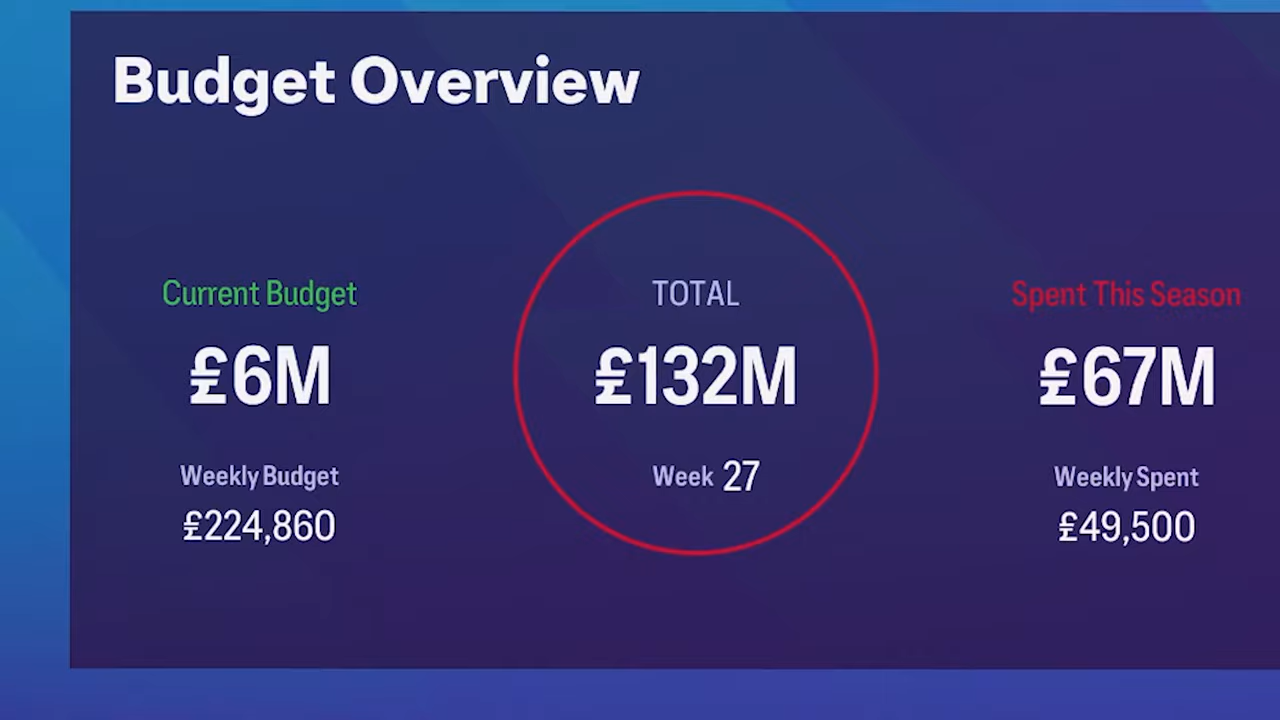 Budget Overview
Current Budget
£6M
Weekly Budget
£224,860
TOTAL
£132M
Week 27
Spent This Season
£67M
Weekly Spent
£49,500